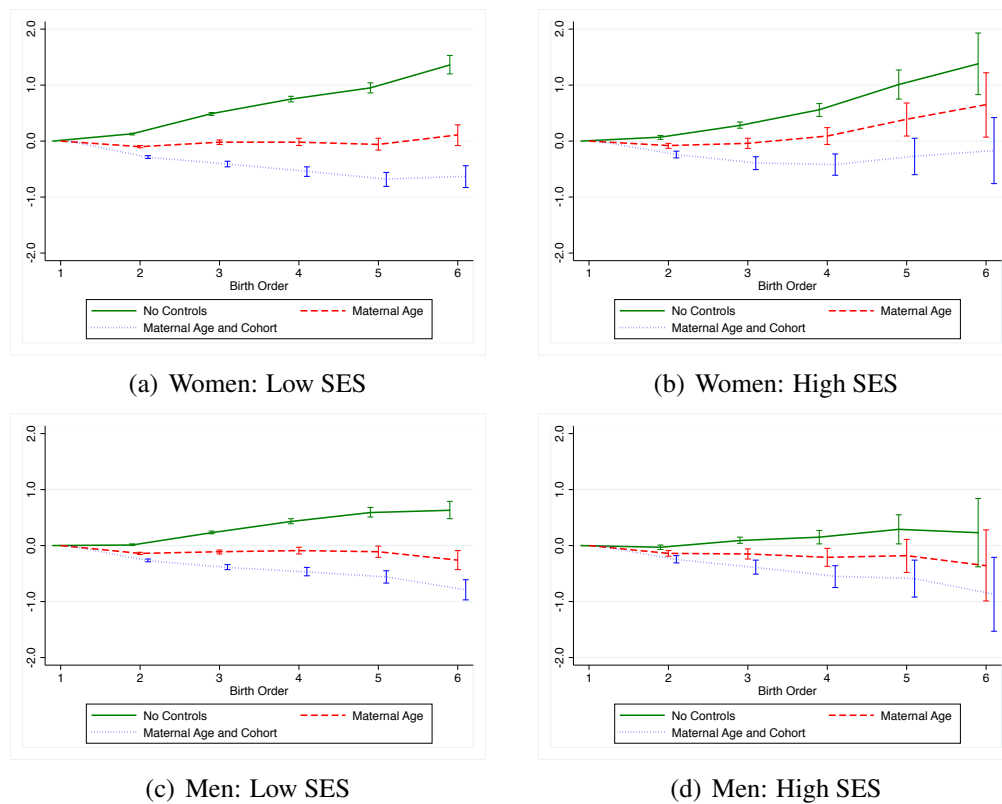 2.0
1.0
0.0
-1.0
-2.0
1 2 3 4 5 6
Birth Order
No Controls Maternal Age
Maternal Age and Cohort
(a) Women: Low SES
2.0
1.0
0.0
-1.0
-2.0
1 2 3 4 5 6
Birth Order
No Controls Maternal Age
Maternal Age and Cohort
(b) Women: High SES
2.0
1.0
0.0
-1.0
-2.0
1 2 3 4 5 6
Birth Order
No Controls Maternal Age
Maternal Age and Cohort
(c) Men: Low SES
2.0
1.0
0.0
-1.0
-2.0
1 2 3 4 5 6
Birth Order
No Controls Maternal Age
Maternal Age and Cohort
(d) Men: High SES